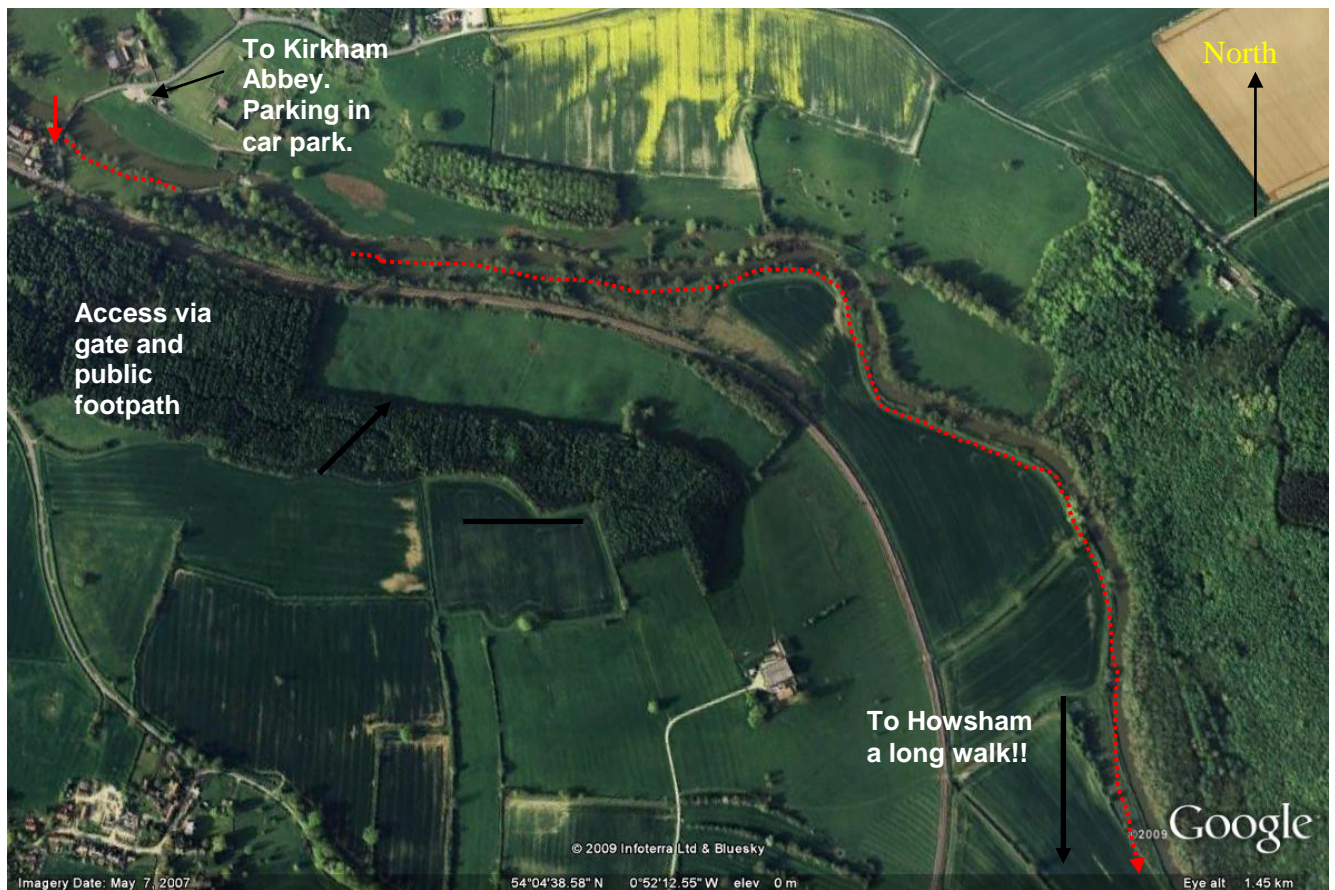 To Kirkham
Abbey.
Parking in
car park.
North
Access via
gate and
public
footpath
To Howsham
a long walk!!
©2009 Google
© 2009 Infoterra Ltd & Bluesky
Imagery Date: May 7, 2007
54°04'38.58" N 0°52'12.55" W elev 0 m
Eye alt 1.45 km